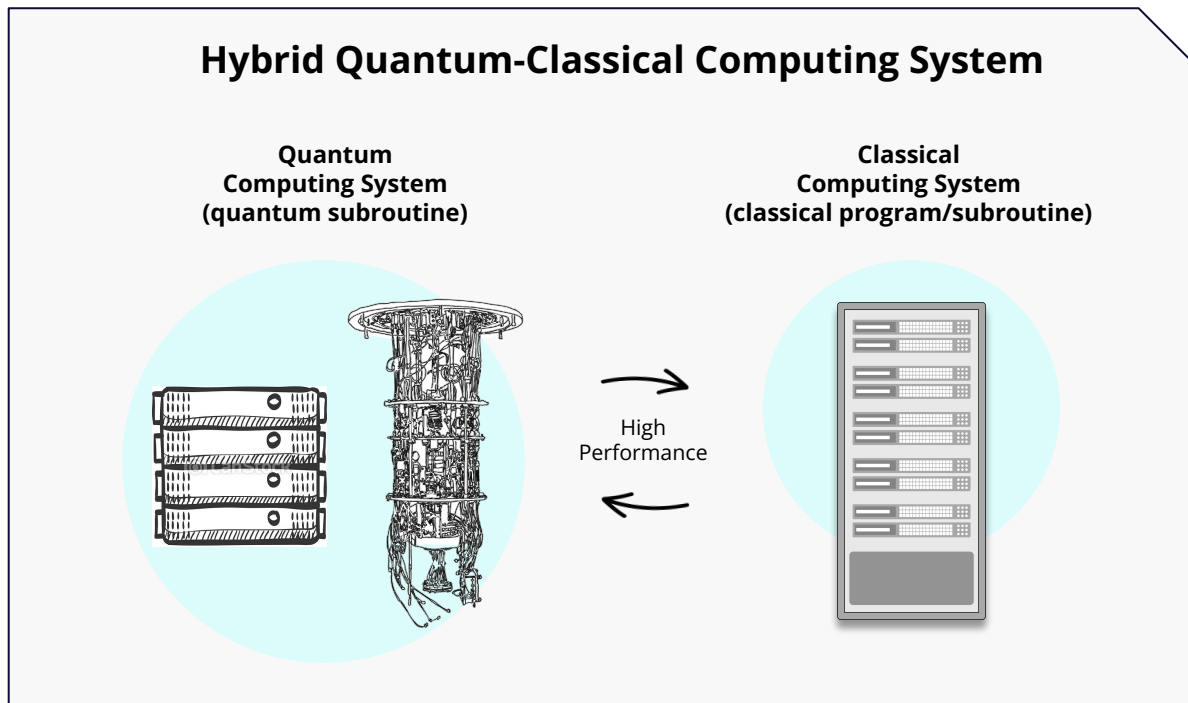 Hybrid Quantum-Classical Computing System
Quantum
Computing System
(quantum subroutine)
Classical
Computing System
(classical program/subroutine)
High
Performance